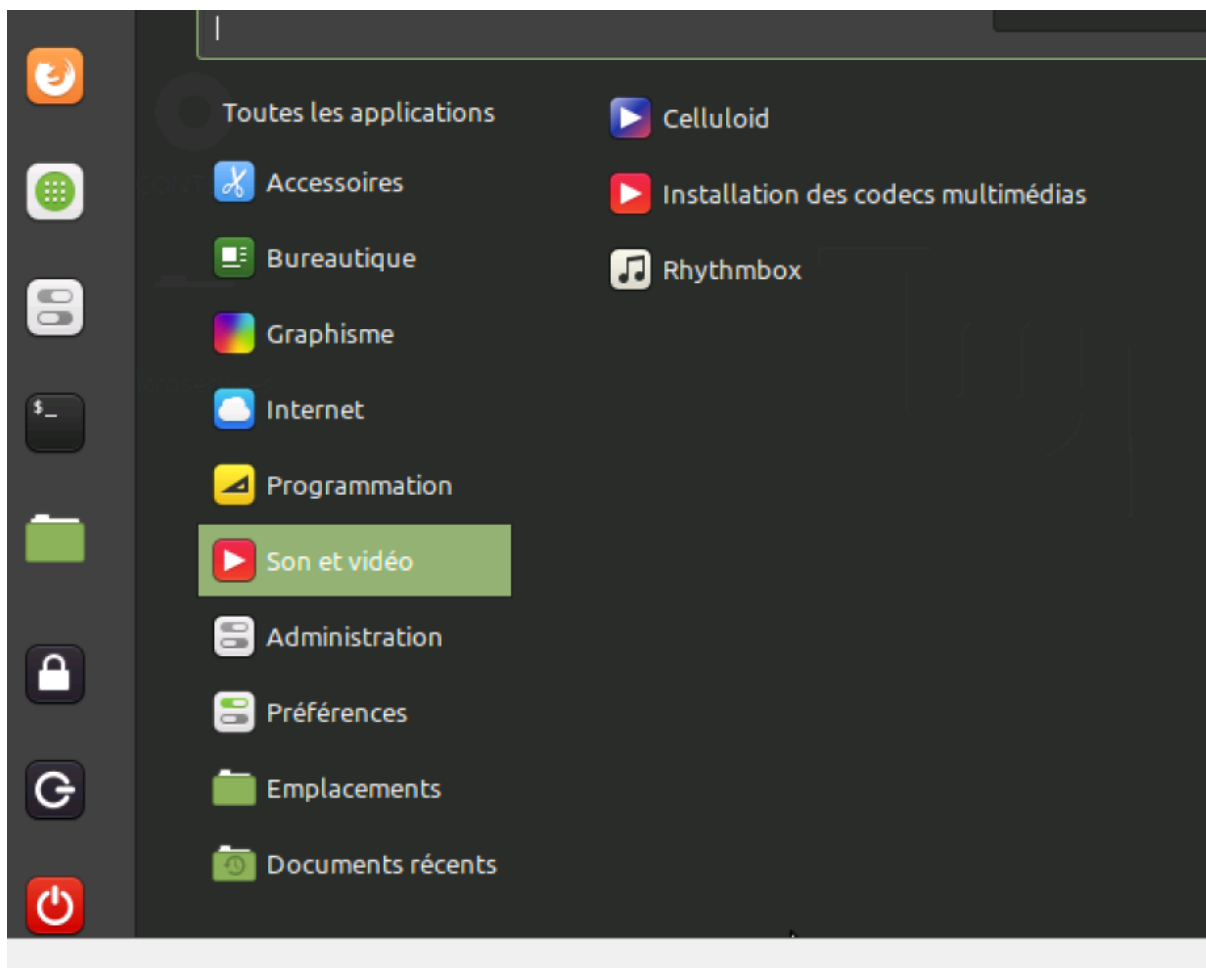 Toutes les applications
Accessoires
Bureautique
Graphisme
Internet
Programmation
Son et vidéo
Administration
Préférences
Emplacements
Documents récents
Celluloid
Installation des codecs multimédias
Rhythmbox
$_